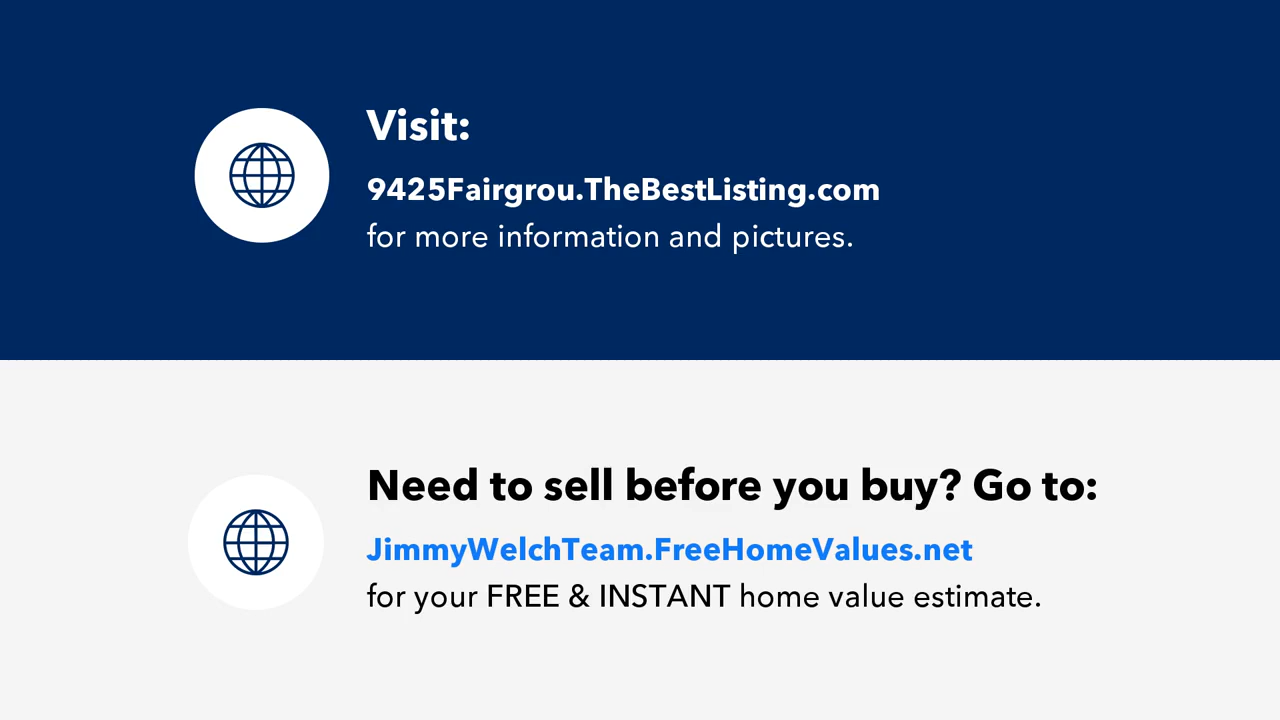 Visit:
9425Fairgrou.TheBestListing.com
for more information and pictures.
Need to sell before you buy? Go to:
JimmyWelchTeam.FreeHomeValues.net
for your FREE & INSTANT home value estimate.